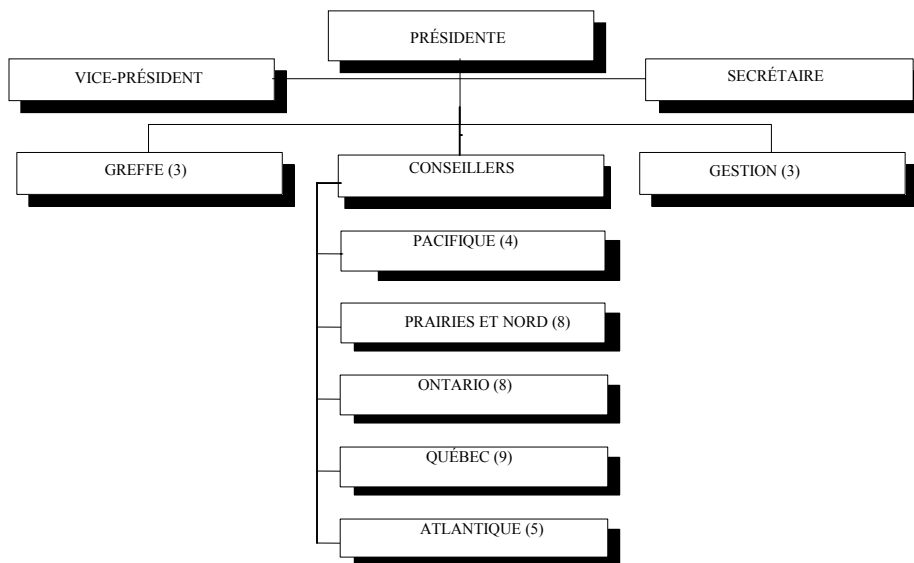 PRÉSIDENTE
VICE-PRÉSIDENT
SECRÉTAIRE
GREFFE (3)
CONSEILLERS
GESTION (3)
PACIFIQUE (4)
PRAIRIES ET NORD (8)
ONTARIO (8)
QUÉBEC (9)
ATLANTIQUE (5)